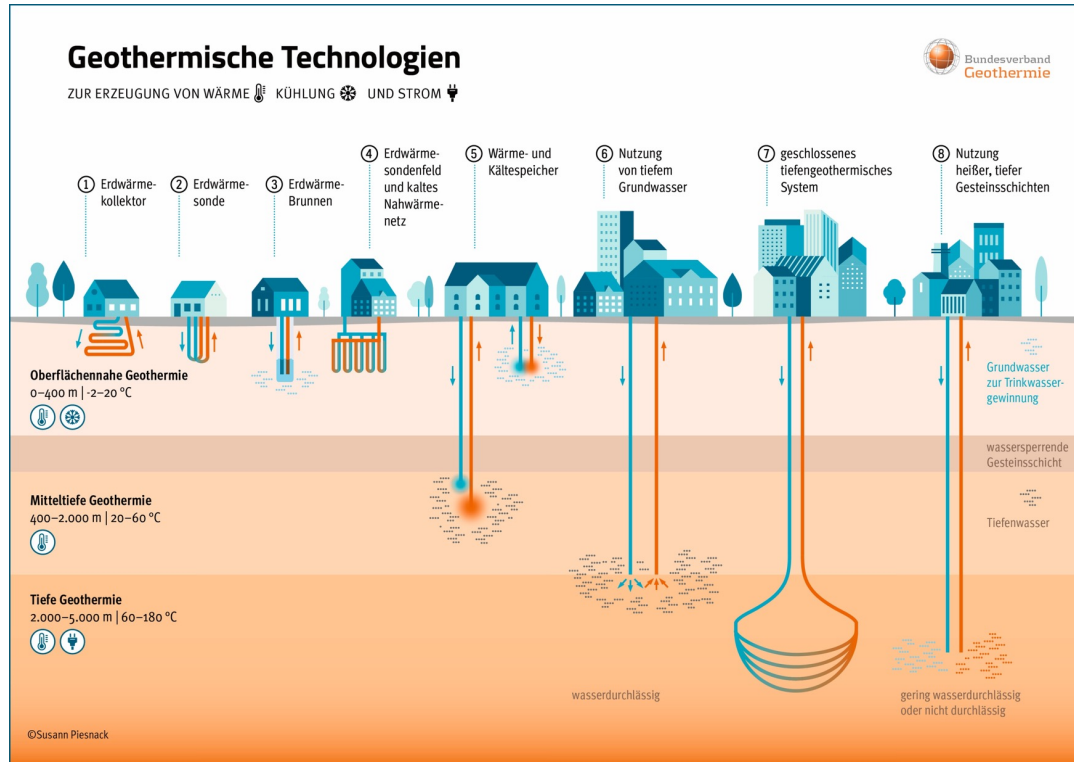 Geothermische Technologien
ZUR ERZEUGUNG VON WÄRME KÜHLUNG UND STROM
Bundesverband
Geothermie
1 Erdwärme-
kollektor
2 Erdwärme-
sonde
3 Erdwärme-
Brunnen
4 Erdwärme-
sondenfeld
und kaltes
Nahwärme-
netz
5 Wärme- und
Kältespeicher
6 Nutzung
von tiefem
Grundwasser
7 geschlossenes
tiefengeothermisches
System
8 Nutzung
heißer, tiefer
Gesteinsschichten
Oberflächennahe Geothermie
0–400 m | -2–20 °C
Grundwasser
zur Trinkwasser-
gewinnung
wassersperrende
Gesteinsschicht
Mitteltiefe Geothermie
400–2.000 m | 20–60 °C
Tiefenwasser
Tiefe Geothermie
2.000–5.000 m | 60–180 °C
wasserdurchlässig
gering wasserdurchlässig
oder nicht durchlässig
©Susann Piesnack